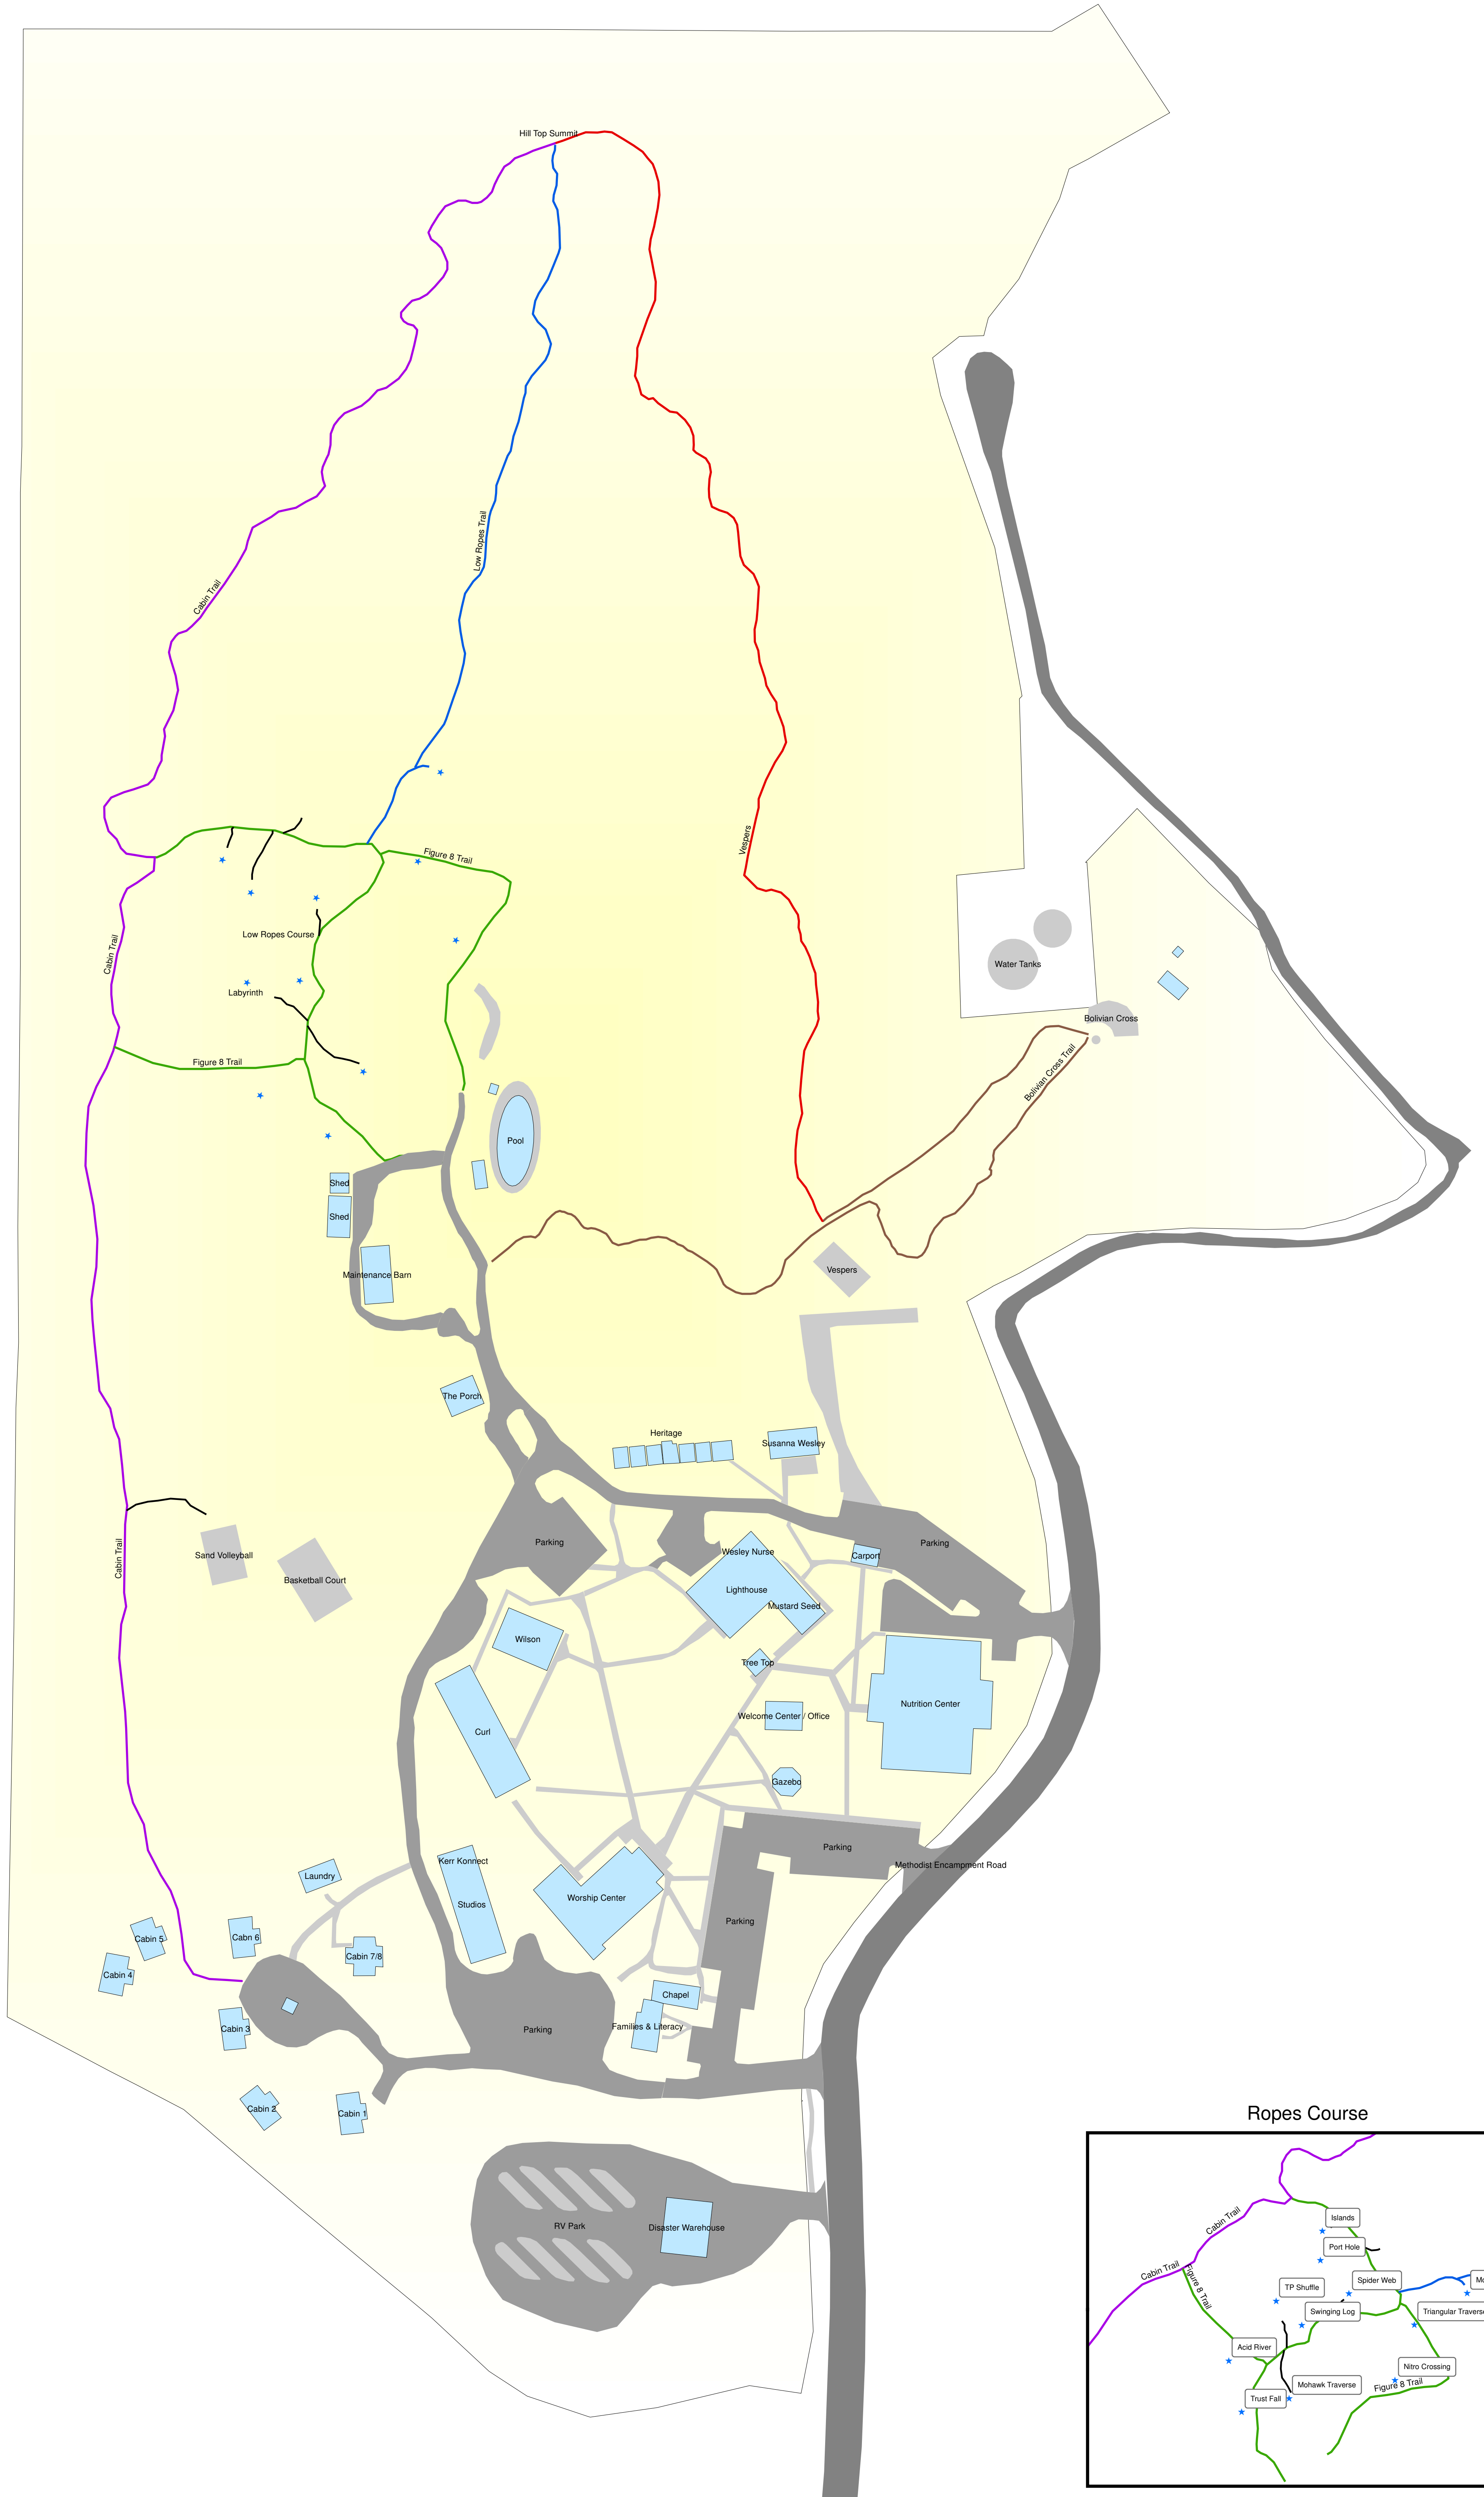 Hill Top Summit
Low Ropes Trail
Cabin Trail
Vespers
Figure 8 Trail
Low Ropes Course
Cabin Trail
Water Tanks
Labyrinth
Bolivian Cross
Figure 8 Trail
Bolivian Cross Trail
Pool
Shed
Shed
Maintenance Barn
Vespers
The Porch
Heritage
Susanna Wesley
Parking
Parking
Wesley Nurse
Carport
Sand Volleyball
Cabin Trail
Basketball Court
Lighthouse
Mustard Seed
Wilson
Tree Top
Nutrition Center
Welcome Center / Office
Curl
Gazebo
Parking
Kerr Konnect
Methodist Encampment Road
Laundry
Worship Center
Studios
Parking
Cabin 5
Cabn 6
Cabin 7/8
Cabin 4
Chapel
Families & Literacy
Cabin 3
Parking
Cabin 2
Cabin 1
RV Park
Disaster Warehouse
Ropes Course
Islands
Cabin Trail
Port Hole
Cabin Trail
Figure 8 Trail
Spider Web
TP Shuffle
Swinging Log
Triangular Traverse
Acid River
Nitro Crossing
Mohawk Traverse
Figure 8 Trail
Trust Fall